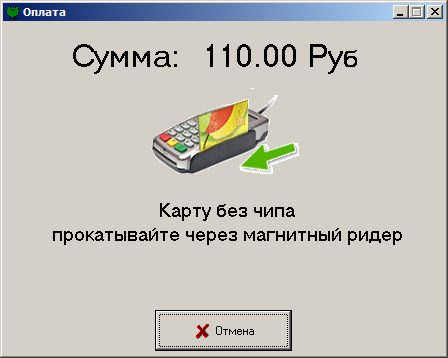 Оплата
Сумма: 110.00 Руб
Карту без чипа
прокатывайте через магнитный ридер
Отмена